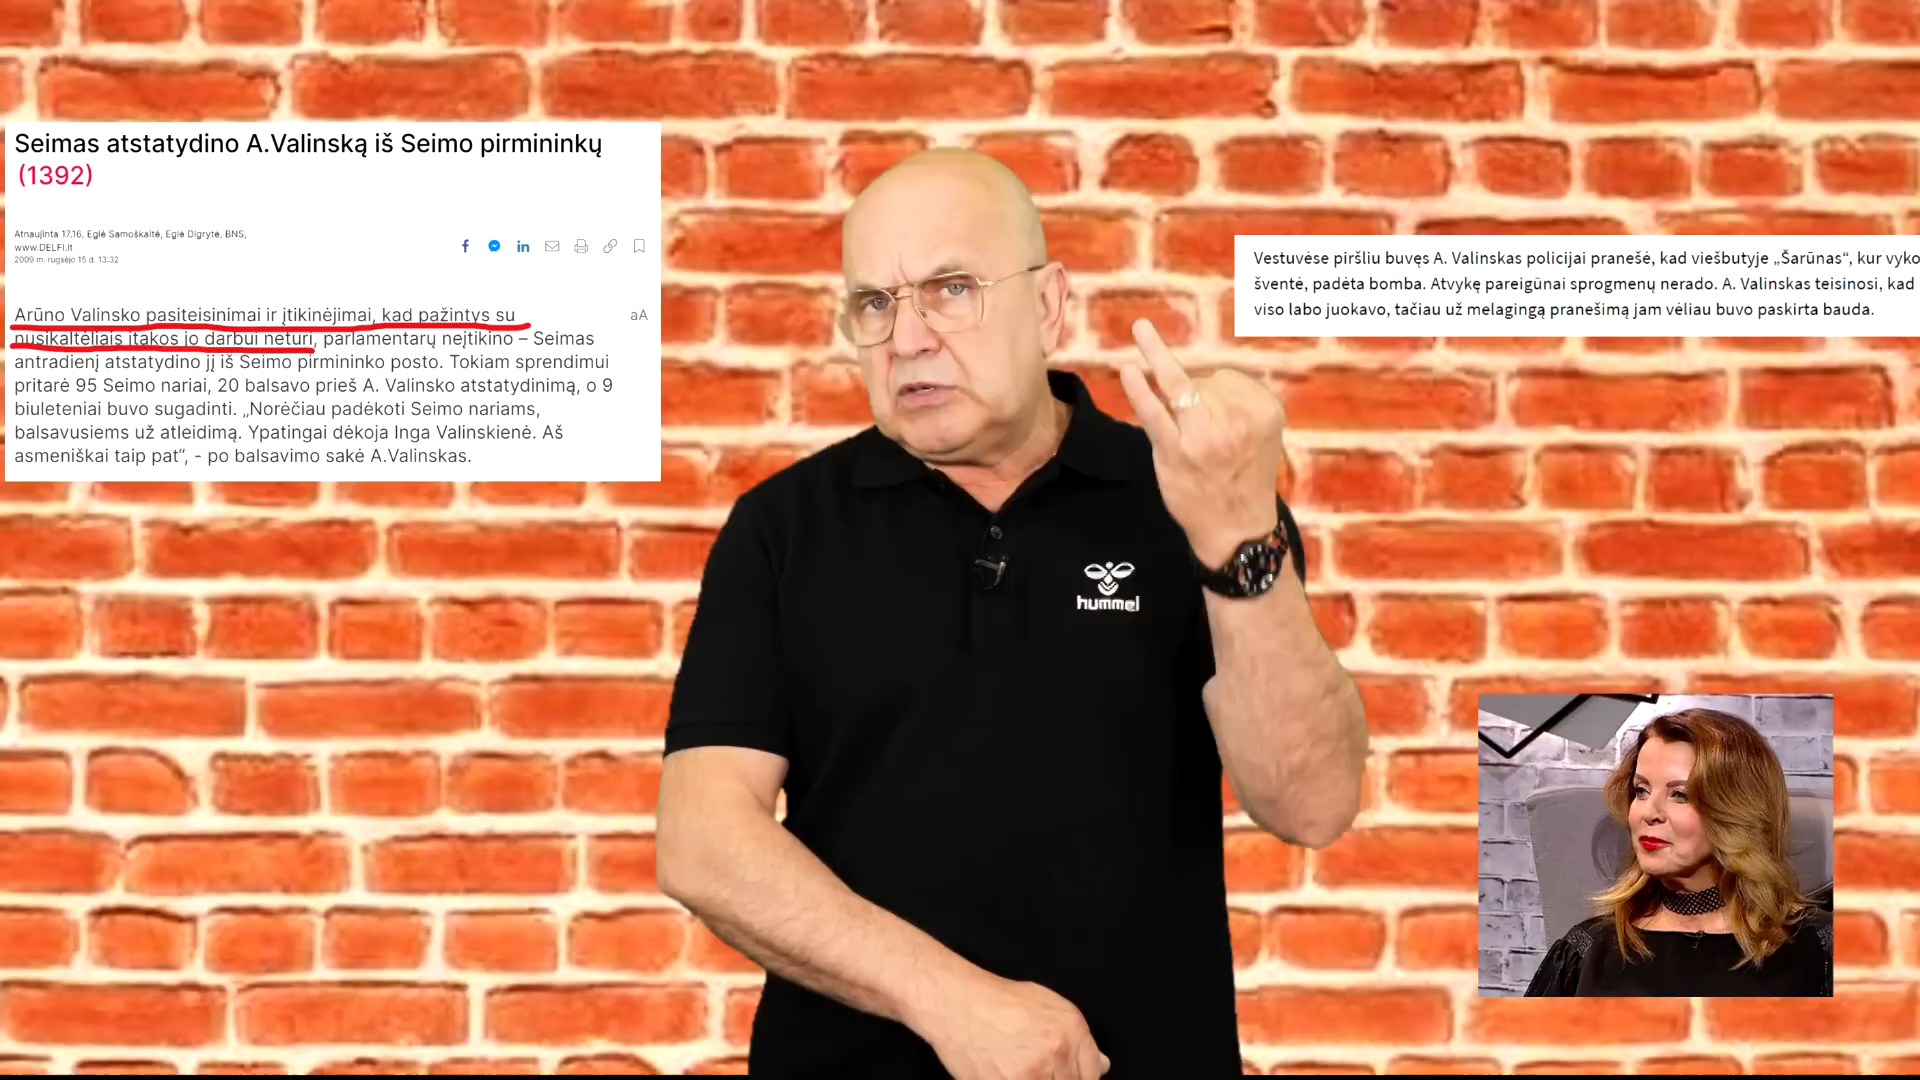 Seimas atstatydino A.Valinską iš Seimo pirmininkų
(1392)
Atnaujinta 17.16, Eglė Samoškaitė, Eglė Digrytė, BNS,
www.DELFI.lt
2009 m. rugsėjo 15 d. 13:32
Arūno Valinsko pasiteisinimai ir įtikinėjimai, kad pažintys su
aA
nusikaltėliais įtakos jo darbui neturi, parlamentarų neįtikino – Seimas
antradienį atstatydino jį iš Seimo pirmininko posto. Tokiam sprendimui
pritarė 95 Seimo nariai, 20 balsavo prieš A. Valinsko atstatydinimą, o 9
biuleteniai buvo sugadinti. „Norėčiau padėkoti Seimo nariams,
balsavusiems už atleidimą. Ypatingai dėkoja Inga Valinskienė. Aš
asmeniškai taip pat“, - po balsavimo sakė A.Valinskas.
Vestuvėse piršliu buvęs A. Valinskas policijai pranešė, kad viešbutyje „Šarūnas“, kur vyko
šventė, padėta bomba. Atvykę pareigūnai sprogmenų nerado. A. Valinskas teisinosi, kad
viso labo juokavo, tačiau už melagingą pranešimą jam vėliau buvo paskirta bauda.
hummel